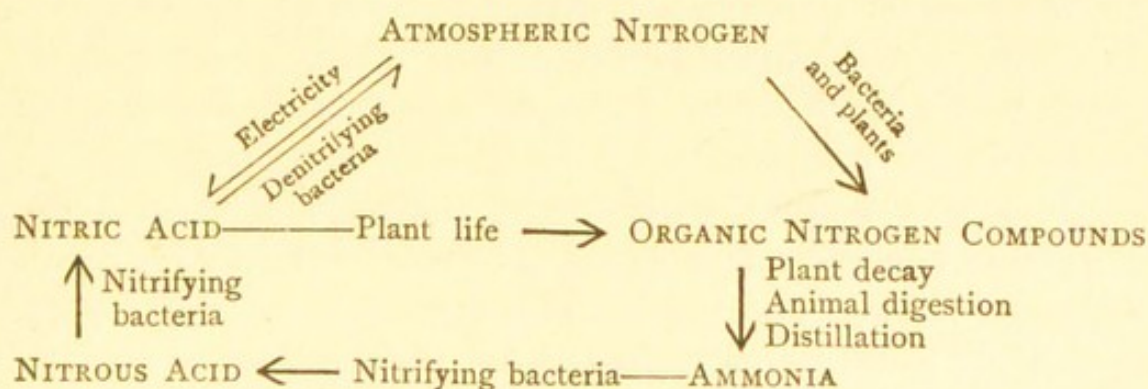 ATMOSPHERIC NITROGEN
Electricity
Denitrifying
bacteria
Bacteria
and plants
NITRIC ACID Plant life ORGANIC NITROGEN COMPOUNDS
Nitrifying
bacteria
Plant decay
Animal digestion
Distillation
NITROUS ACID Nitrifying bacteria AMMONIA